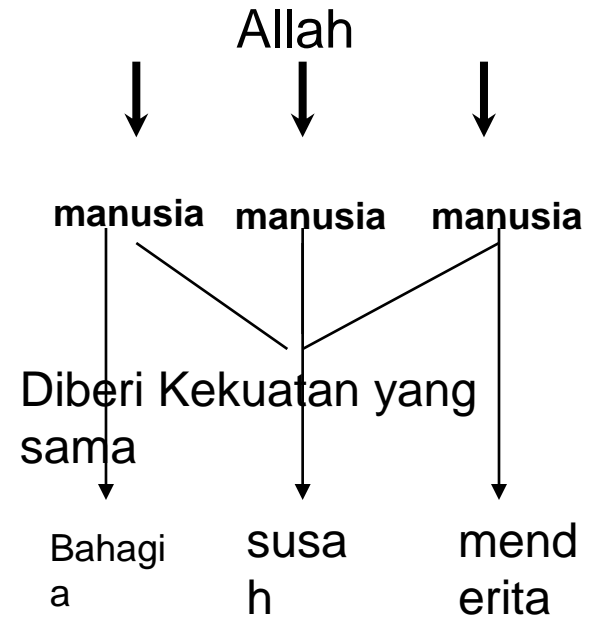 Allah
manusia manusia manusia
Diberi Kekuatan yang
sama
Bahagi
a
susa
h
mend
erita